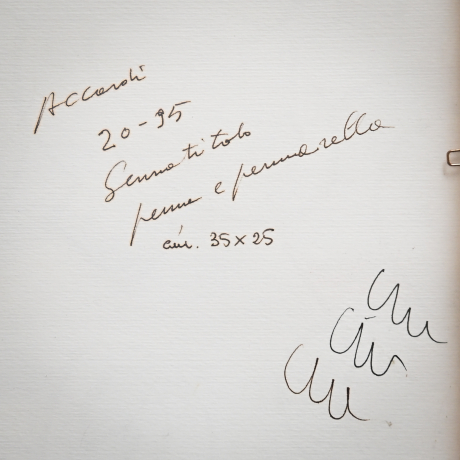 Accardi
20-95
Senza titolo
penna e pennarello
cm. 35x25